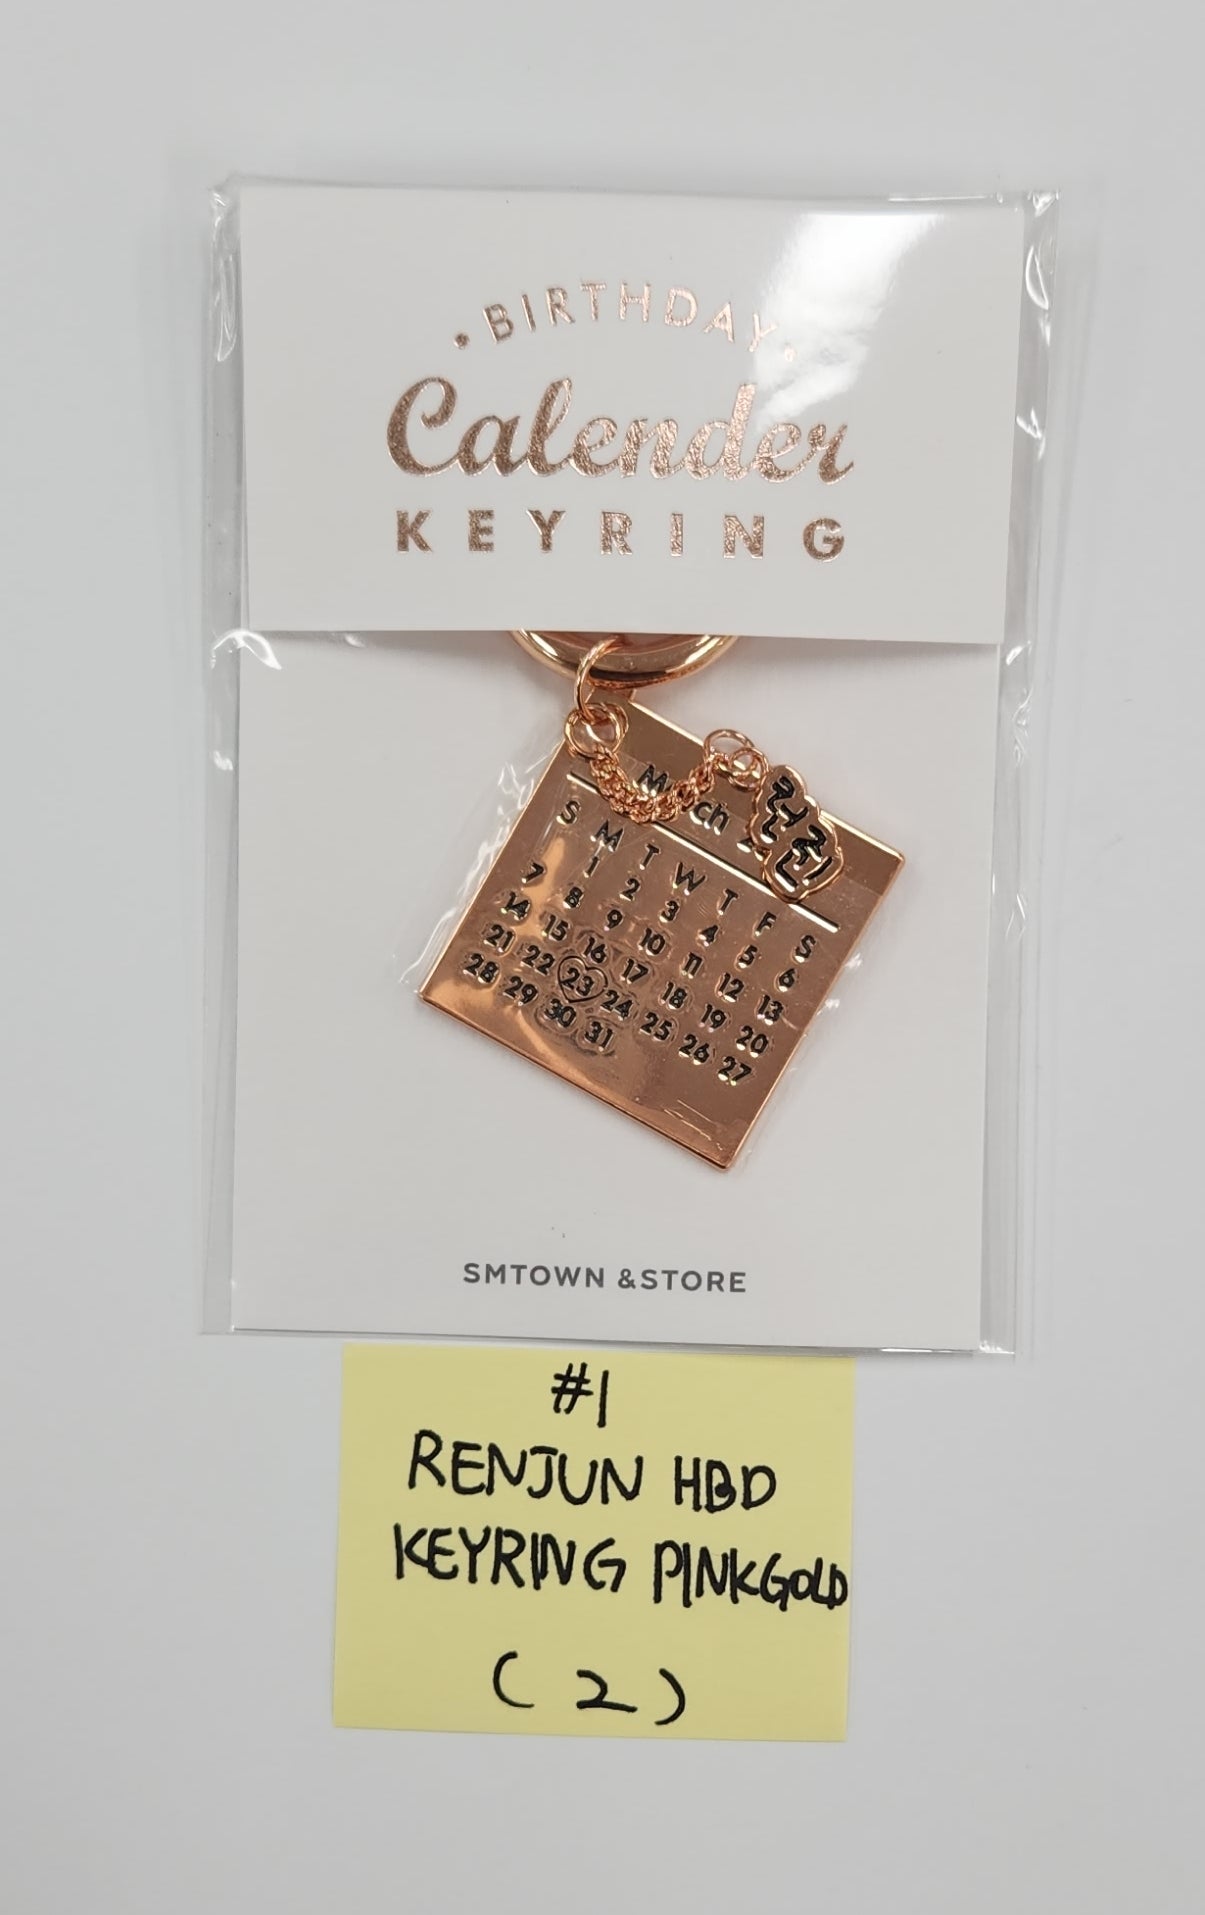 • BIRTHDAY •
Calender
KEYRING
런쥔
S M T W T F S
1 2 3 4 5 6
7 8 9 10 11 12 13
14 15 16 17 18 19 20
21 22 23 24 25 26 27
28 29 30 31
SMTOWN &STORE
#1
RENJUN HBD
KEYRING PINKGOLD
(2)